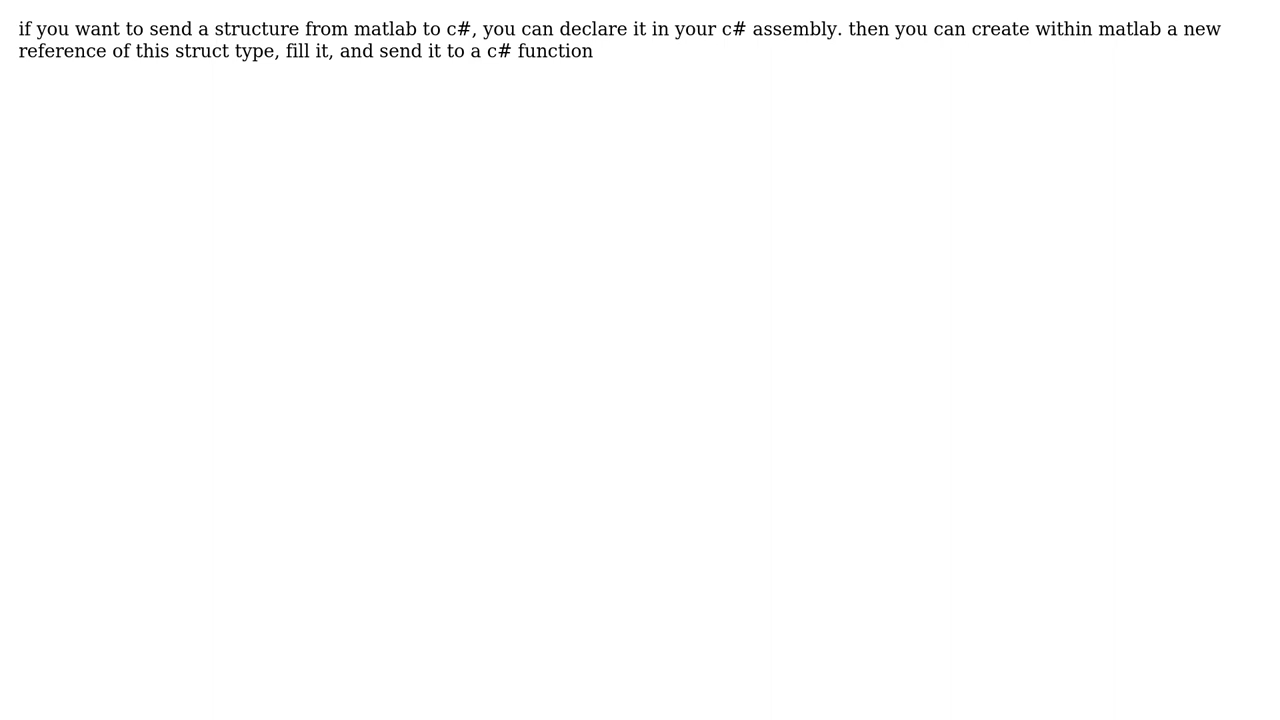 if you want to send a structure from matlab to c#, you can declare it in your c# assembly. then you can create within matlab a new
reference of this struct type, fill it, and send it to a c# function